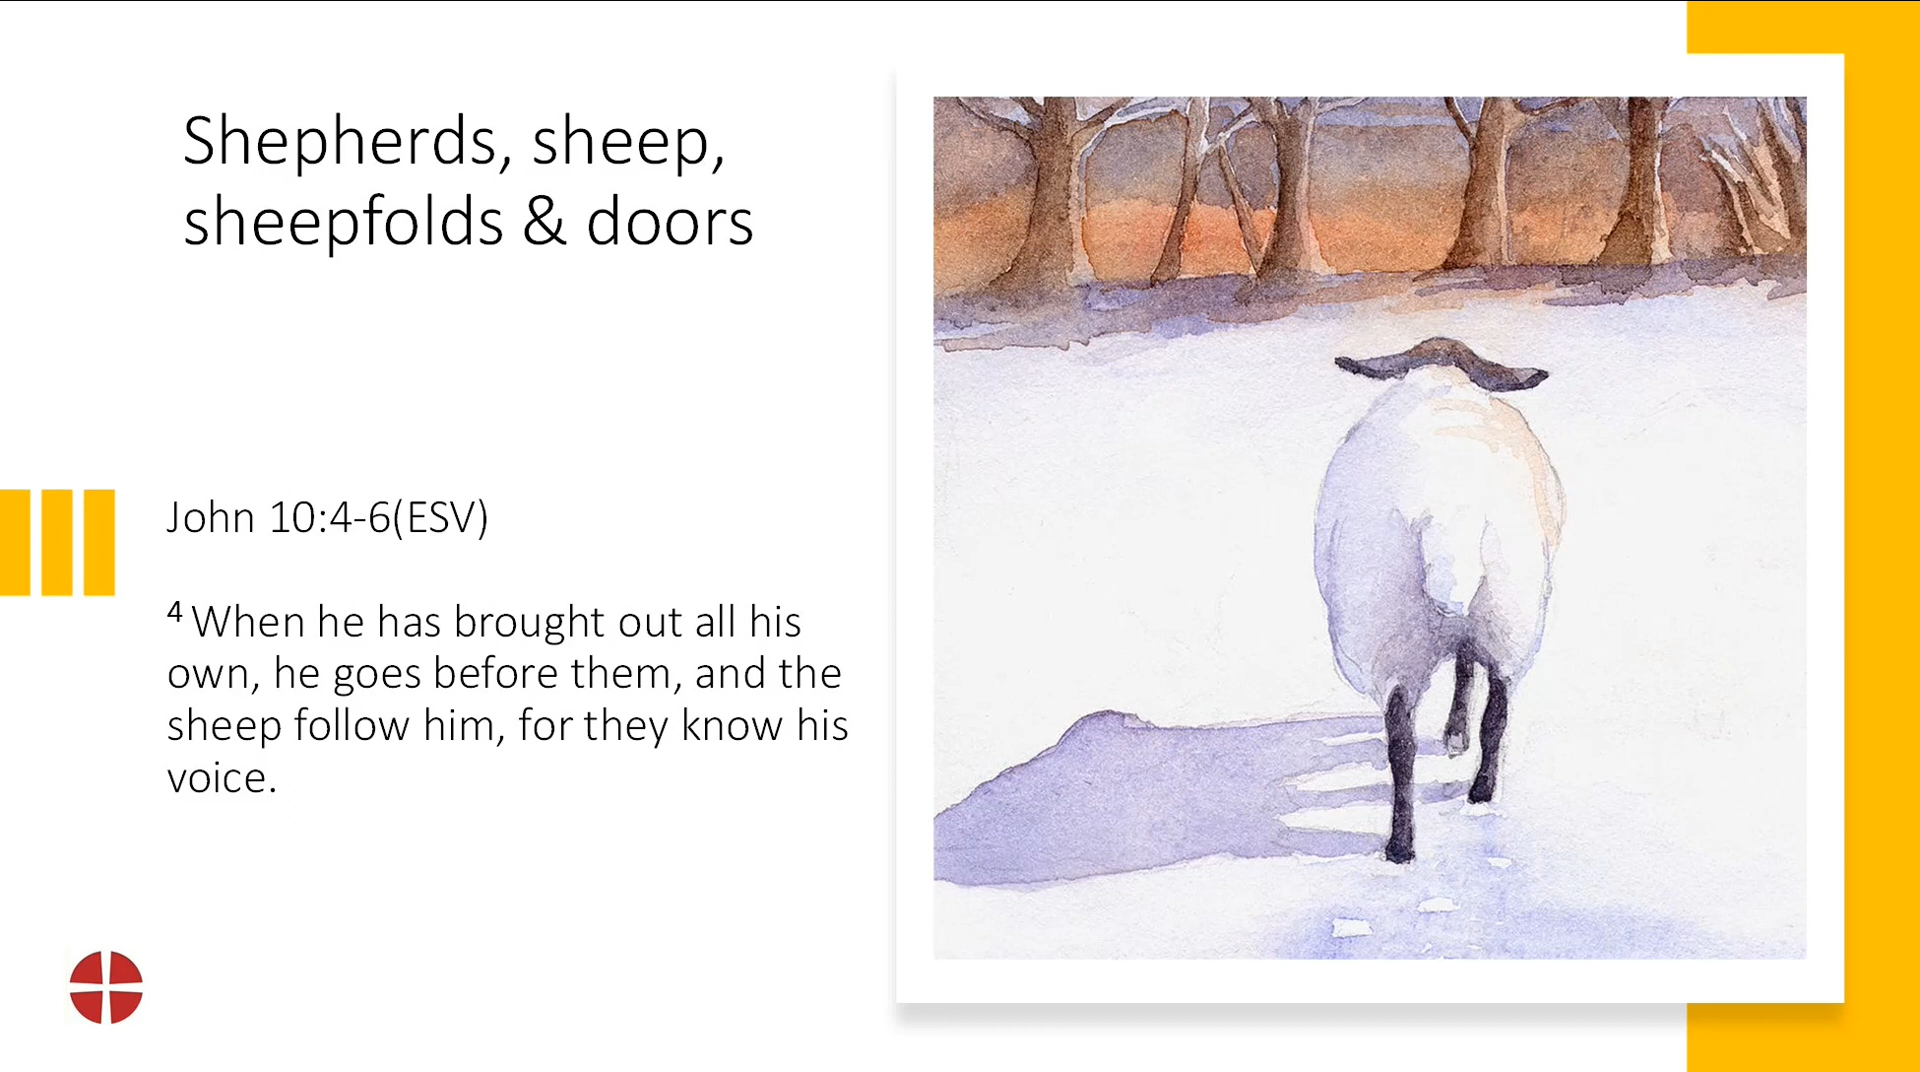 Shepherds, sheep,
sheepfolds & doors
John 10:4-6(ESV)
⁴ When he has brought out all his
own, he goes before them, and the
sheep follow him, for they know his
voice.